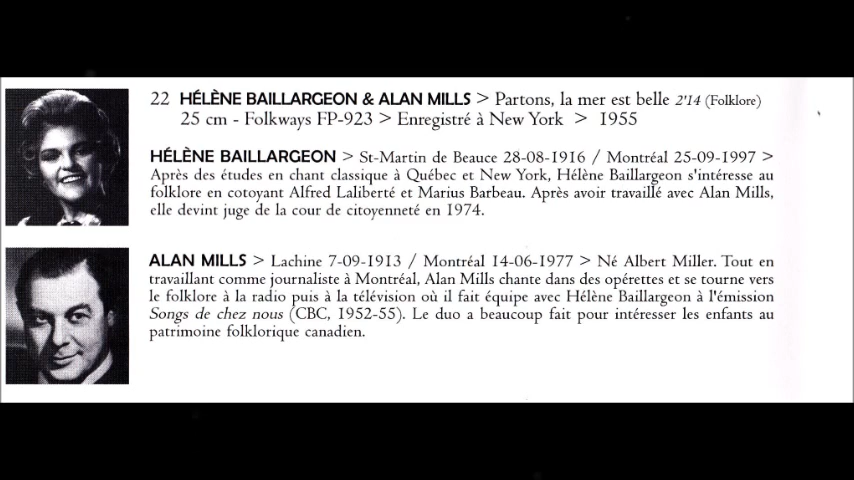 22 HÉLÈNE BAILLARGEON & ALAN MILLS > Partons, la mer est belle 2'14 (Folklore)
25 cm - Folkways FP-923 > Enregistré à New York > 1955
HÉLÈNE BAILLARGEON > St-Martin de Beauce 28-08-1916 / Montréal 25-09-1997 >
Après des études en chant classique à Québec et New York, Hélène Baillargeon s'intéresse au
folklore en cotoyant Alfred Laliberté et Marius Barbeau. Après avoir travaillé avec Alan Mills,
elle devint juge de la cour de citoyenneté en 1974.
ALAN MILLS > Lachine 7-09-1913 / Montréal 14-06-1977 > Né Albert Miller. Tout en
travaillant comme journaliste à Montréal, Alan Mills chante dans des opérettes et se tourne vers
le folklore à la radio puis à la télévision où il fait équipe avec Hélène Baillargeon à l'émission
Songs de chez nous (CBC, 1952-55). Le duo a beaucoup fait pour intéresser les enfants au
patrimoine folklorique canadien.